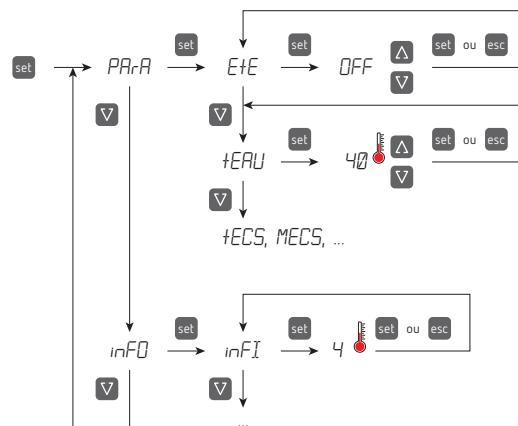 set set set ou esc
set PArA EtE OFF
set set ou esc
tEAU 40
tECS, MECS, ...
set set set ou esc
inFO inFI 4
...